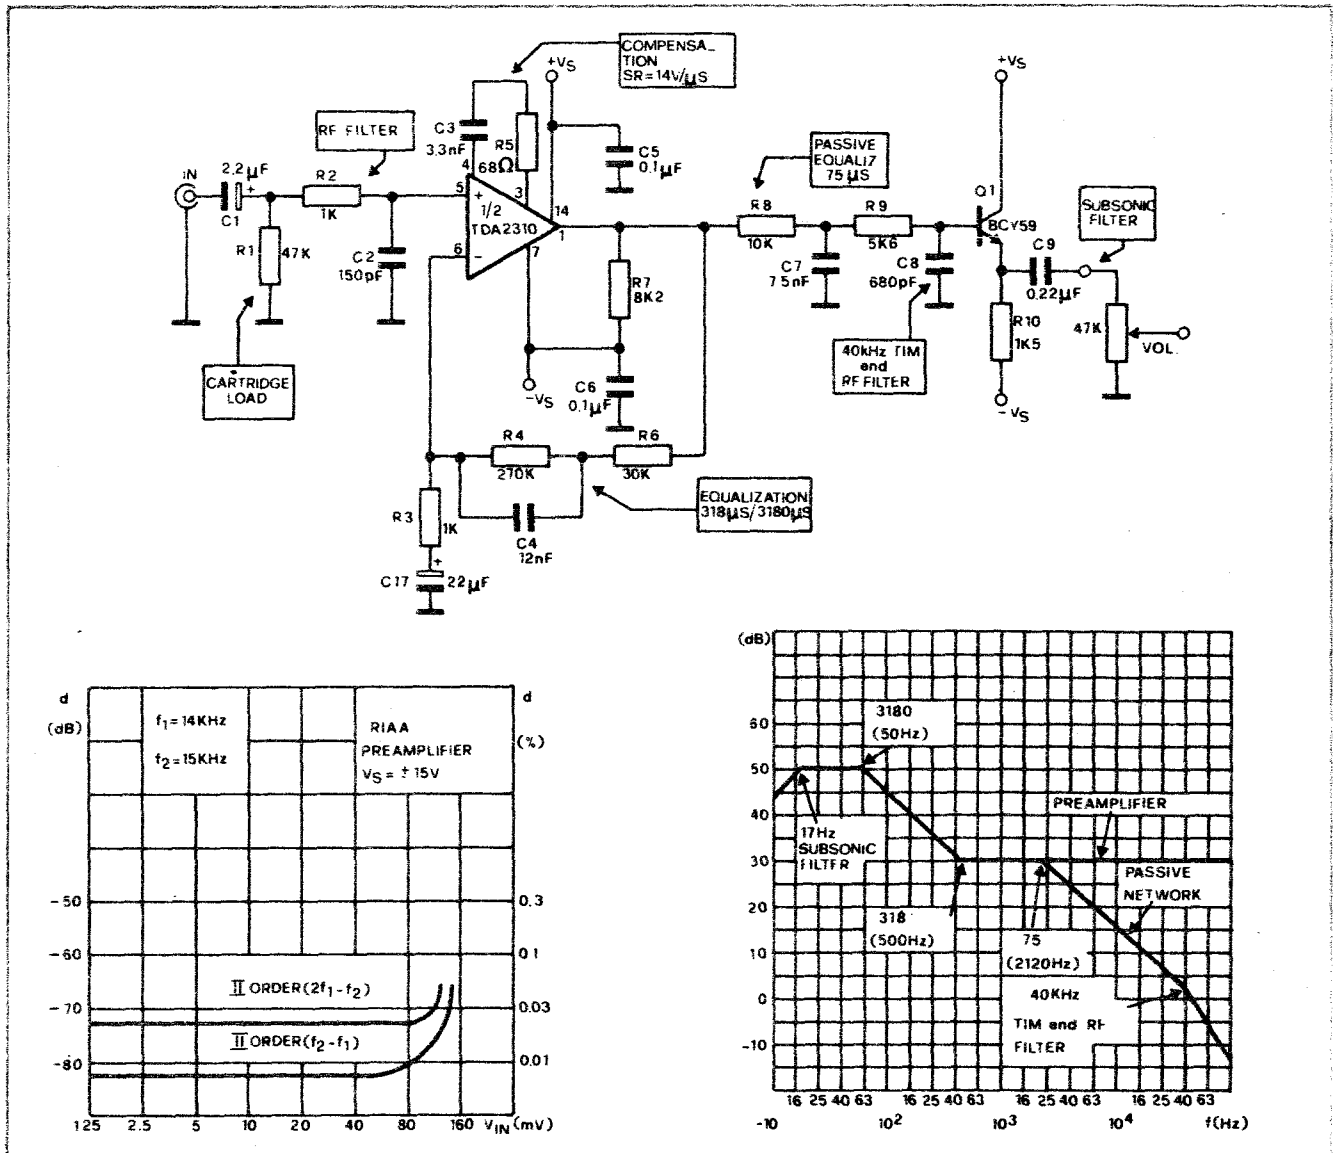 COMPENSA_
TION
SR=14V/µS
+VS
+VS
RF FILTER
C3
3.3nF
R5
68Ω
C5
0.1µF
PASSIVE
EQUALIZ
75µS
IN
2.2µF
+
C1
R2
1K
4
3
5
+
1/2
TDA2310
14
1
6
−
7
R8
10K
R9
5K6
Q1
BCY59
SUBSONIC
FILTER
R1
47K
C2
150pF
R7
8K2
C7
7.5nF
C8
680pF
C9
0.22µF
R10
1K5
47K
VOL.
CARTRIDGE
LOAD
-VS
C6
0.1µF
40kHz TIM
end
RF FILTER
-VS
R4
270K
R6
30K
EQUALIZATION
318µS/3180µS
R3
1K
C4
12nF
+
C17
22µF
d
(dB)
f1=14KHz
f2=15KHz
RIAA
PREAMPLIFIER
VS= ±15V
d
(%)
-50
-60
-70
-80
0.3
0.1
0.03
0.01
II ORDER(2f1-f2)
II ORDER(f2-f1)
1.25 2.5 5 10 20 40 80 160 VIN(mV)
(dB)
60
50
40
30
20
10
0
-10
3180
(50Hz)
17Hz
SUBSONIC
FILTER
PREAMPLIFIER
PASSIVE
NETWORK
318
(500Hz)
75
(2120Hz)
40KHz
TIM end RF
FILTER
16 25 40 63 16 25 40 63 16 25 40 63 16 25 40 63
-10 10² 10³ 10⁴ f(Hz)